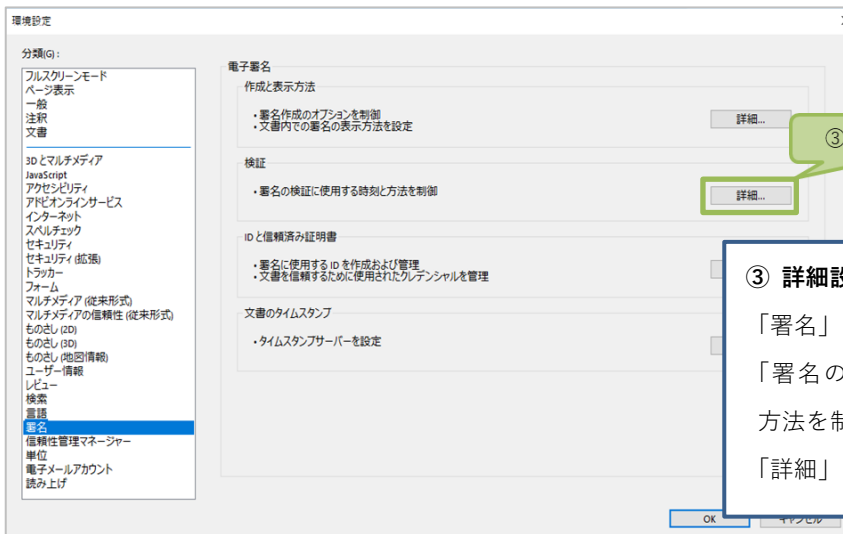 環境設定
分類(G):
フルスクリーンモード
ページ表示
一般
注釈
文書
3D とマルチメディア
JavaScript
アクセシビリティ
アドビオンラインサービス
インターネット
スペルチェック
セキュリティ
セキュリティ (拡張)
トラッカー
フォーム
マルチメディア (従来形式)
マルチメディアの信頼性 (従来形式)
ものさし (2D)
ものさし (3D)
ものさし (地図情報)
ユーザー情報
レビュー
検索
言語
署名
信頼性管理マネージャー
単位
電子メールアカウント
読み上げ
電子署名
作成と表示方法
・署名作成のオプションを制御
・文書内での署名の表示方法を設定
詳細...
③
検証
・署名の検証に使用する時刻と方法を制御
詳細...
ID と信頼済み証明書
・署名に使用する ID を作成および管理
・文書を信頼するために使用されたクレデンシャルを管理
文書のタイムスタンプ
・タイムスタンプサーバーを設定
③ 詳細設
「署名」
「署名の
方法を制
「詳細」
OK
キャンセル